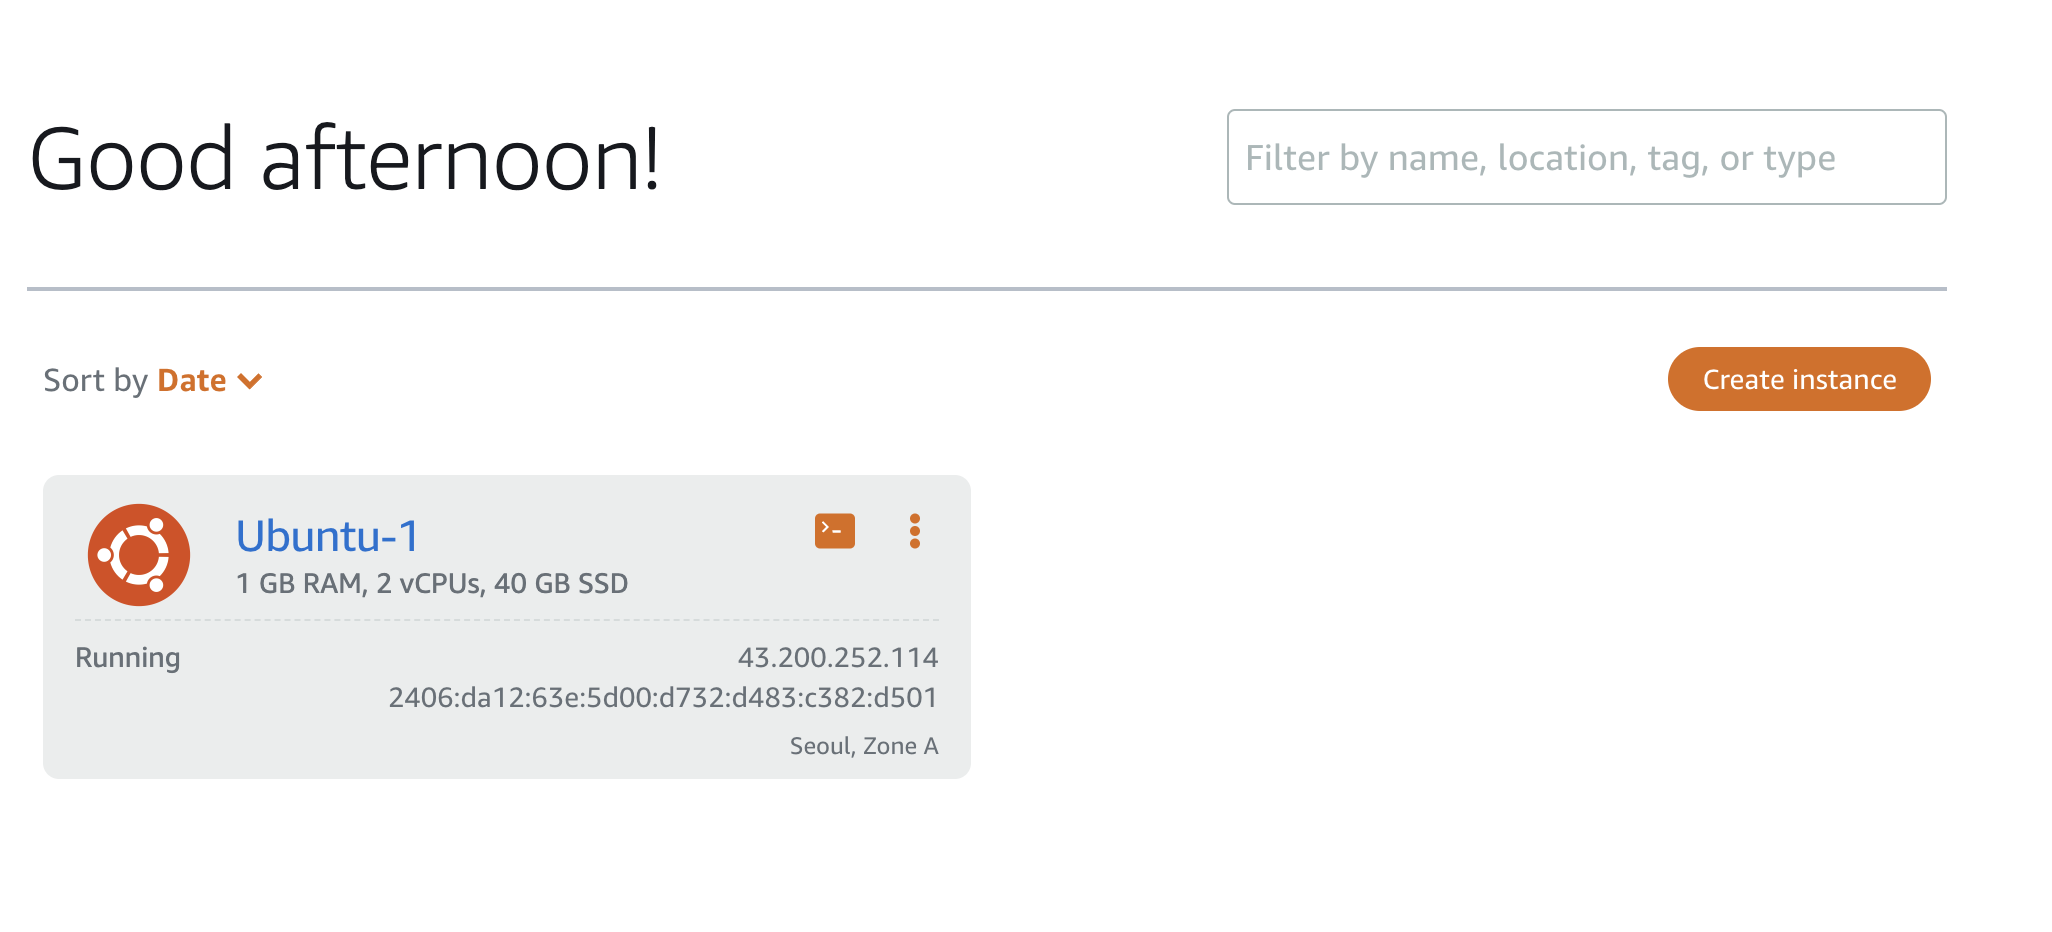 Good afternoon!
Filter by name, location, tag, or type
Sort by Date
Create instance
Ubuntu-1
1 GB RAM, 2 vCPUs, 40 GB SSD
Running
43.200.252.114
2406:da12:63e:5d00:d732:d483:c382:d501
Seoul, Zone A